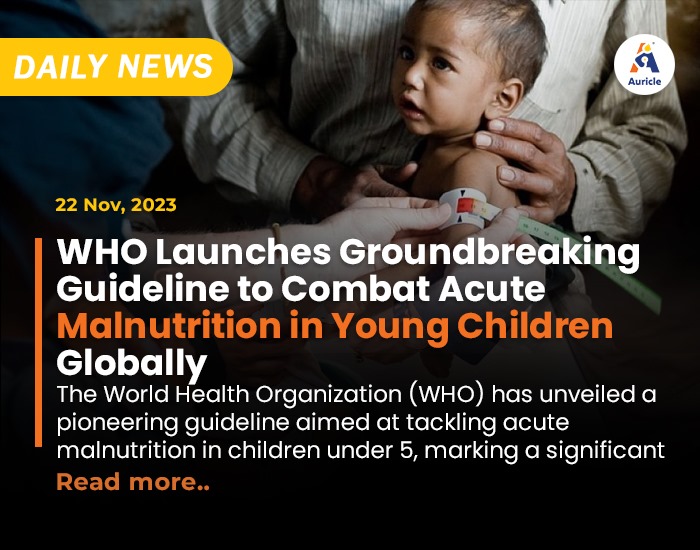 DAILY NEWS
Auricle
22 Nov, 2023
WHO Launches Groundbreaking
Guideline to Combat Acute
Malnutrition in Young Children
Globally
The World Health Organization (WHO) has unveiled a
pioneering guideline aimed at tackling acute
malnutrition in children under 5, marking a significant
Read more..